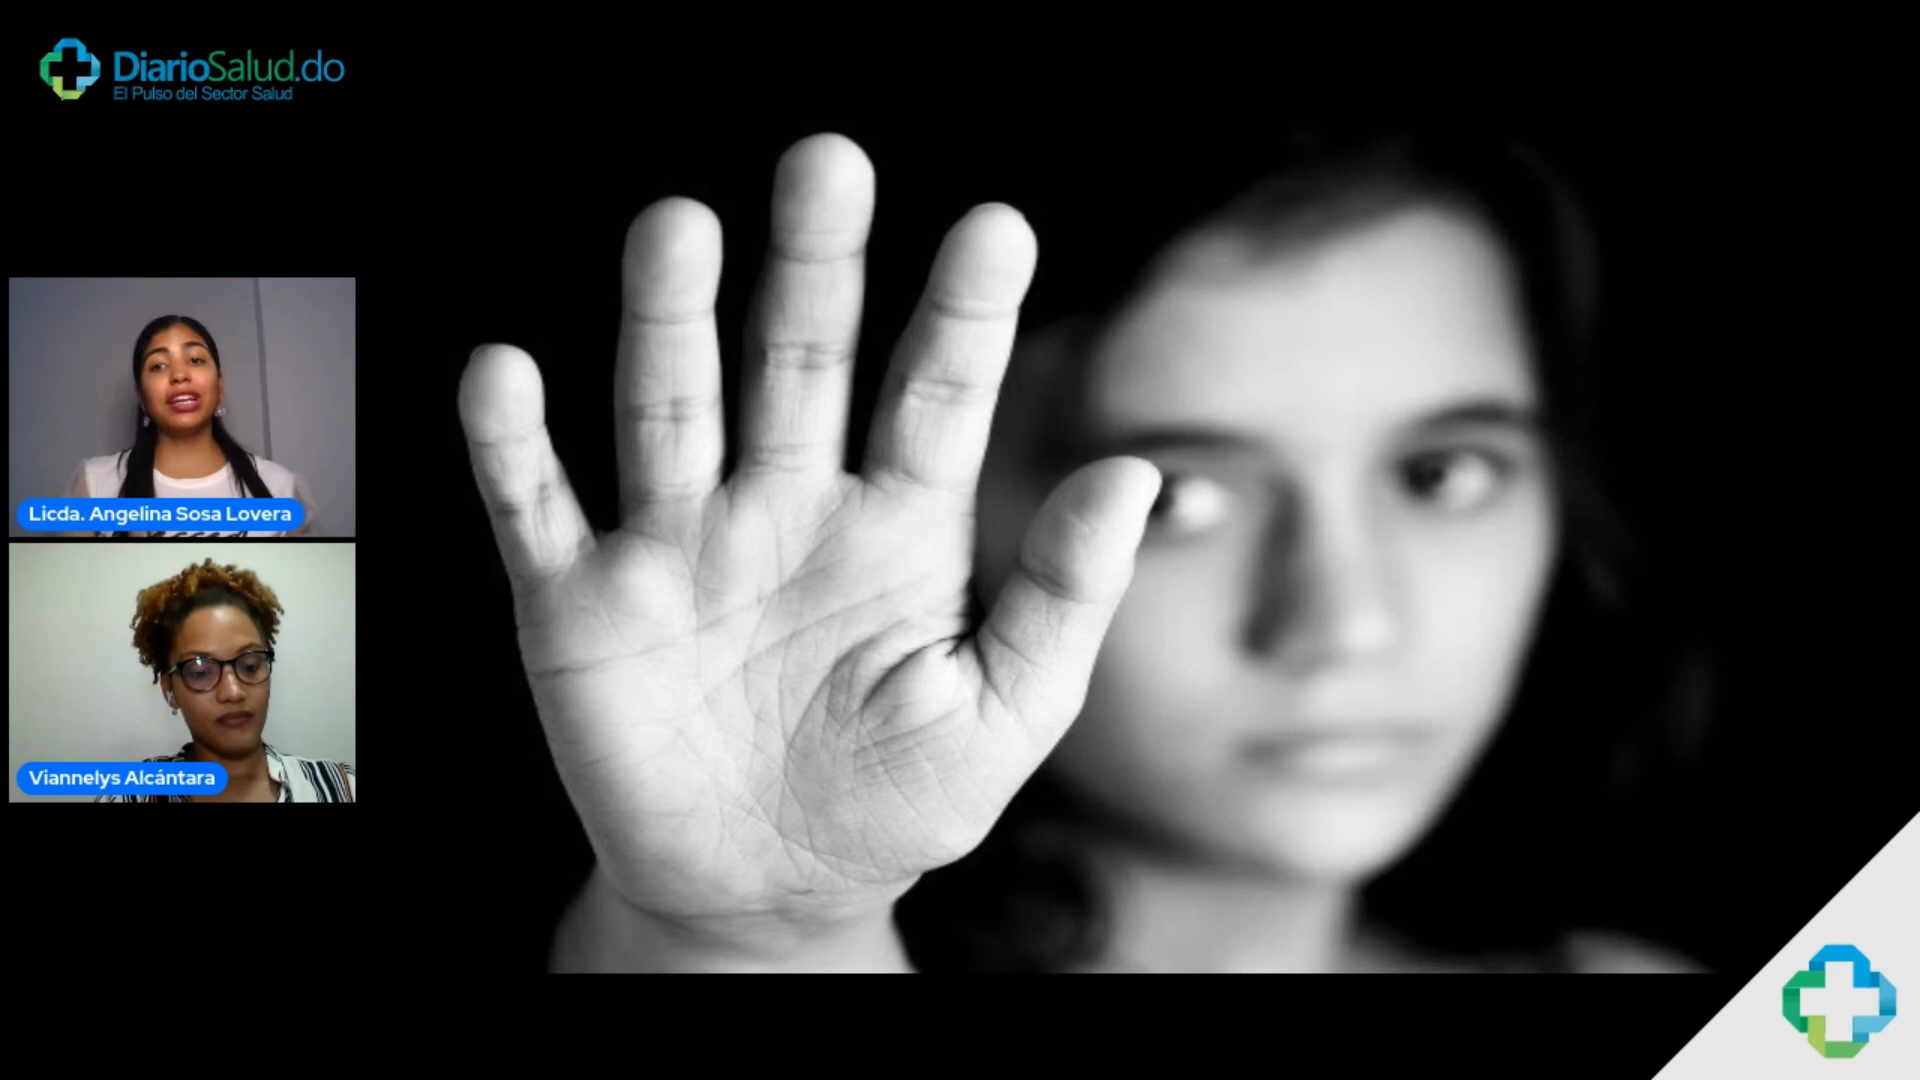 DiarioSalud.do
El Pulso del Sector Salud
Licda. Angelina Sosa Lovera
Viannelys Alcántara